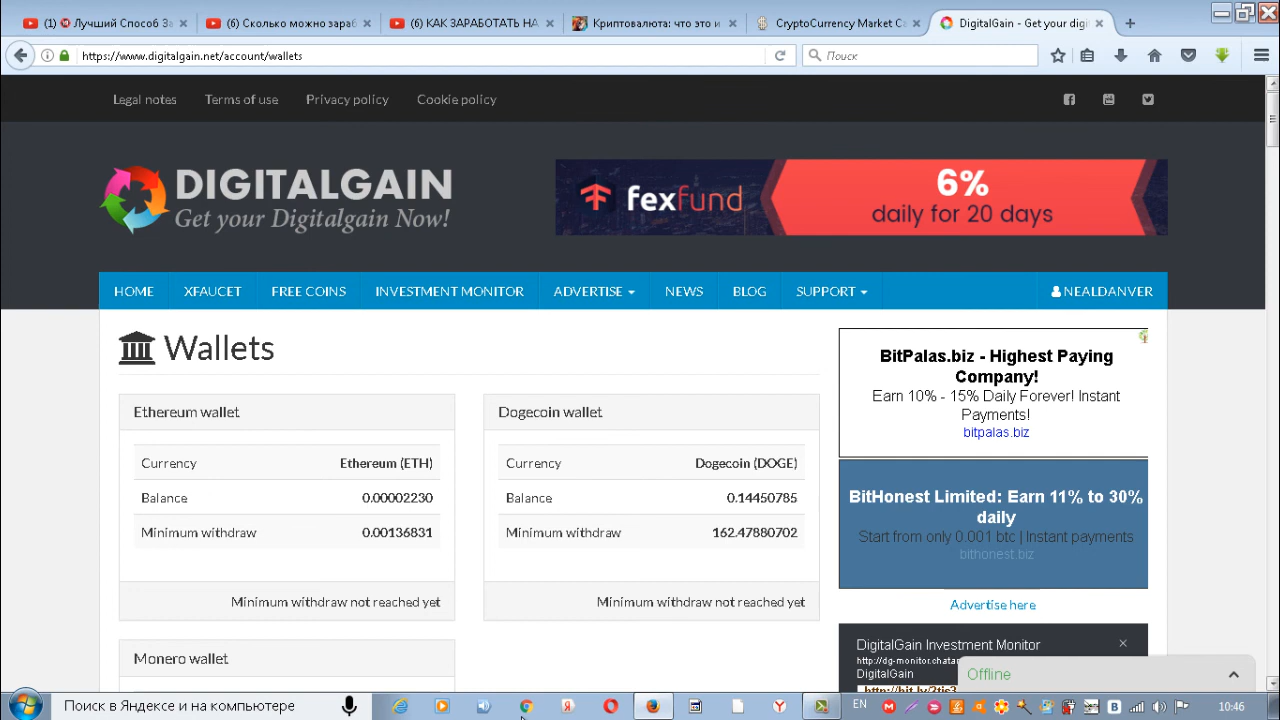 (1) Лучший Способ За
(6) Сколько можно зараб
(6) КАК ЗАРАБОТАТЬ НА
Криптовалюта: что это и
CryptoCurrency Market Ca
DigitalGain - Get your digi
https://www.digitalgain.net/account/wallets
Поиск
Legal notes
Terms of use
Privacy policy
Cookie policy
DIGITALGAIN
Get your Digitalgain Now!
fexfund
6%
daily for 20 days
HOME
XFAUCET
FREE COINS
INVESTMENT MONITOR
ADVERTISE
NEWS
BLOG
SUPPORT
NEALDANVER
Wallets
Ethereum wallet
Currency Ethereum (ETH)
Balance 0.00002230
Minimum withdraw 0.00136831
Minimum withdraw not reached yet
Dogecoin wallet
Currency Dogecoin (DOGE)
Balance 0.14450785
Minimum withdraw 162.47880702
Minimum withdraw not reached yet
Monero wallet
BitPalas.biz - Highest Paying
Company!
Earn 10% - 15% Daily Forever! Instant
Payments!
bitpalas.biz
BitHonest Limited: Earn 11% to 30%
daily
Start from only 0.001 btc | Instant payments
bithonest.biz
Advertise here
DigitalGain Investment Monitor
http://dg-monitor.chatan
DigitalGain
Offline
Поиск в Яндексе и на компьютере
EN
10:46